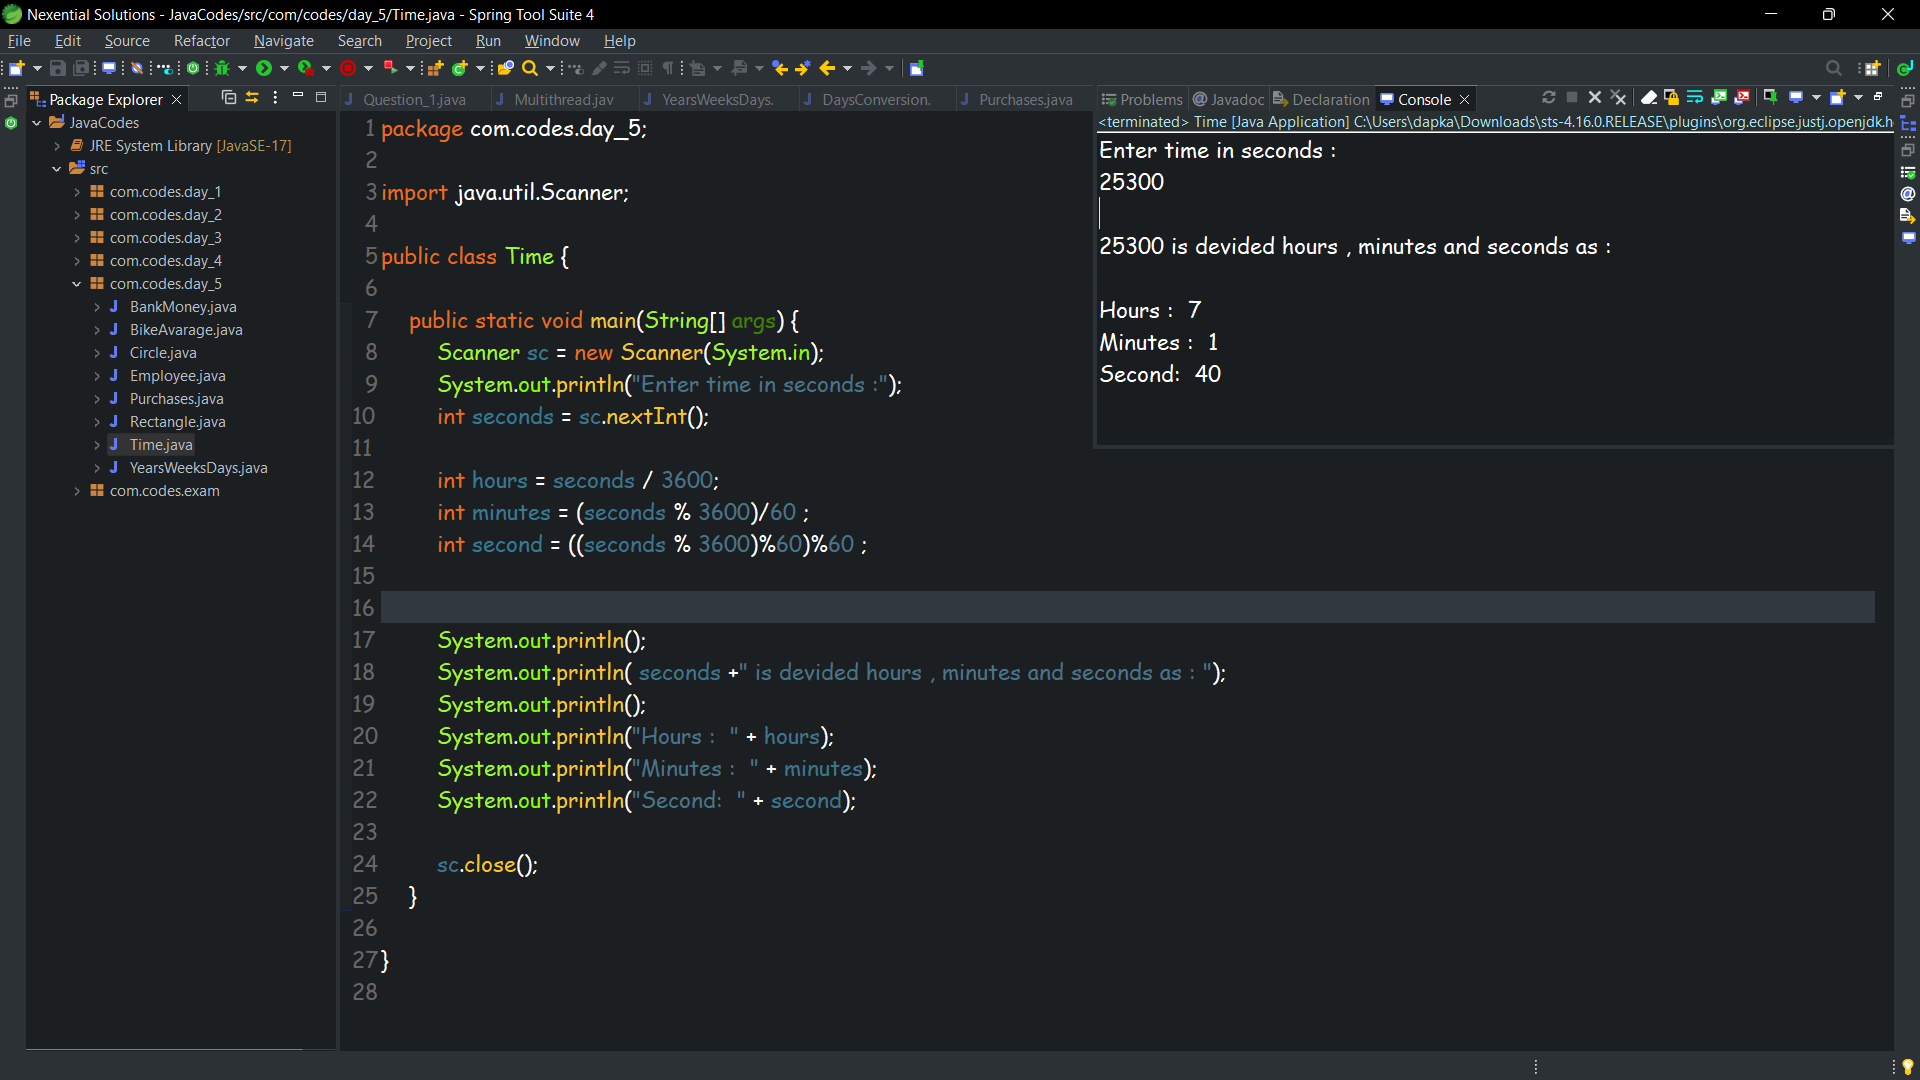 Nexential Solutions - JavaCodes/src/com/codes/day_5/Time.java - Spring Tool Suite 4
File Edit Source Refactor Navigate Search Project Run Window Help
Package Explorer
JavaCodes
JRE System Library [JavaSE-17]
src
com.codes.day_1
com.codes.day_2
com.codes.day_3
com.codes.day_4
com.codes.day_5
BankMoney.java
BikeAvarage.java
Circle.java
Employee.java
Purchases.java
Rectangle.java
Time.java
YearsWeeksDays.java
com.codes.exam
Question_1.java Multithread.jav YearsWeeksDays. DaysConversion. Purchases.java
1 package com.codes.day_5;
2
3 import java.util.Scanner;
4
5 public class Time {
6
7 public static void main(String[] args) {
8 Scanner sc = new Scanner(System.in);
9 System.out.println("Enter time in seconds :");
10 int seconds = sc.nextInt();
11
12 int hours = seconds / 3600;
13 int minutes = (seconds % 3600)/60 ;
14 int second = ((seconds % 3600)%60)%60 ;
15
16
17 System.out.println();
18 System.out.println( seconds +" is devided hours , minutes and seconds as : ");
19 System.out.println();
20 System.out.println("Hours :  " + hours);
21 System.out.println("Minutes :  " + minutes);
22 System.out.println("Second:  " + second);
23
24 sc.close();
25 }
26
27 }
28
Problems Javadoc Declaration Console
<terminated> Time [Java Application] C:\Users\dapka\Downloads\sts-4.16.0.RELEASE\plugins\org.eclipse.justj.openjdk.h
Enter time in seconds :
25300
25300 is devided hours , minutes and seconds as :
Hours :  7
Minutes :  1
Second:  40